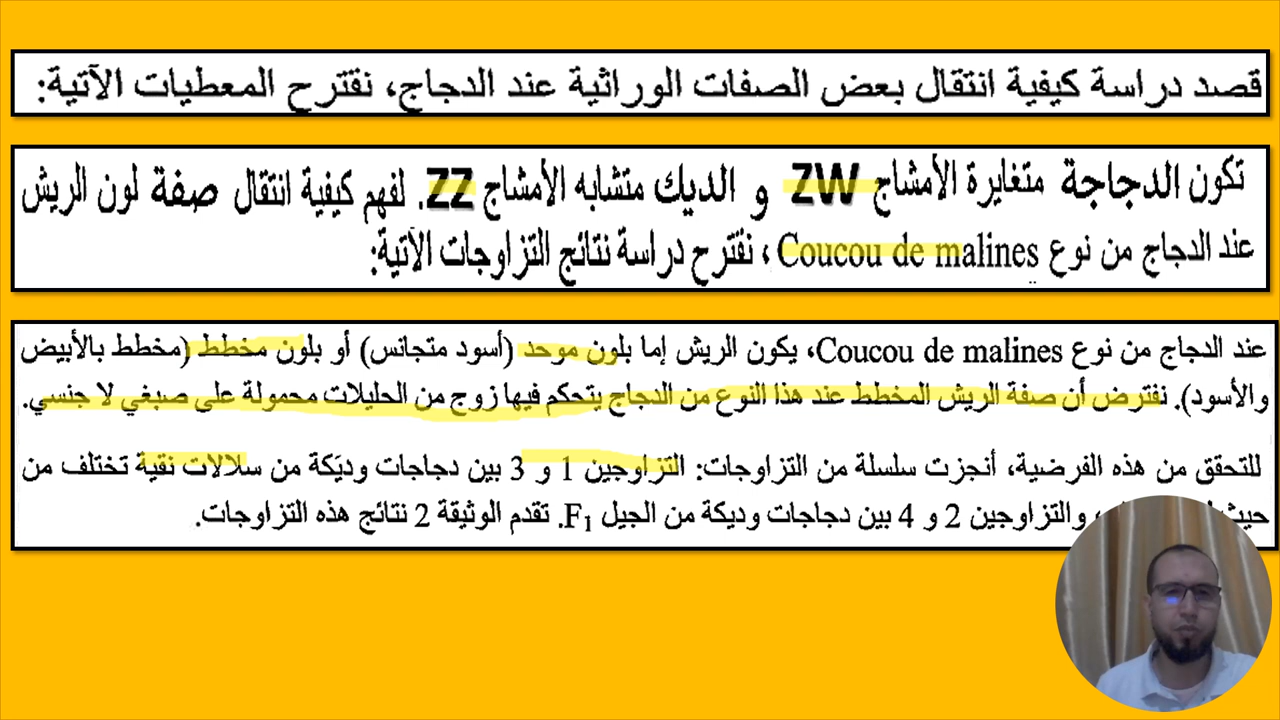 قصد دراسة كيفية انتقال بعض الصفات الوراثية عند الدجاج، نقترح المعطيات الآتية:
تكون الدجاجة متغايرة الأمشاج ZW و الديك متشابه الأمشاج ZZ. لفهم كيفية انتقال صفة لون الريش
عند الدجاج من نوع Coucou de malines، نقترح دراسة نتائج التزاوجات الآتية:
عند الدجاج من نوع Coucou de malines، يكون الريش إما بلون موحد (أسود متجانس) أو بلون مخطط (مخطط بالأبيض
والأسود). نفترض أن صفة الريش المخطط عند هذا النوع من الدجاج يتحكم فيها زوج من الحليلات محمولة على صبغي لا جنسي.
للتحقق من هذه الفرضية، أنجزت سلسلة من التزاوجات: التزاوجين 1 و 3 بين دجاجات وديَكة من سلالات نقية تختلف من
حيث والتزاوجين 2 و 4 بين دجاجات وديكة من الجيل F₁. تقدم الوثيقة 2 نتائج هذه التزاوجات.